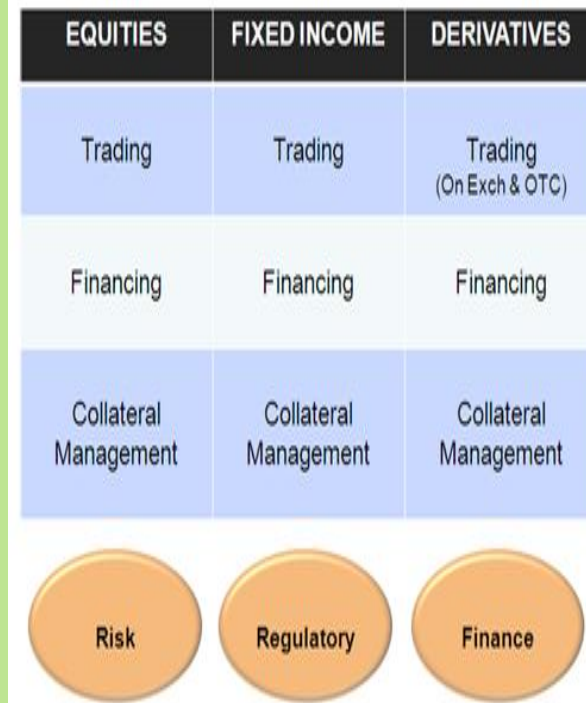 EQUITIES FIXED INCOME DERIVATIVES
Trading Trading Trading
(On Exch & OTC)
Financing Financing Financing
Collateral Collateral Collateral
Management Management Management
Risk Regulatory Finance